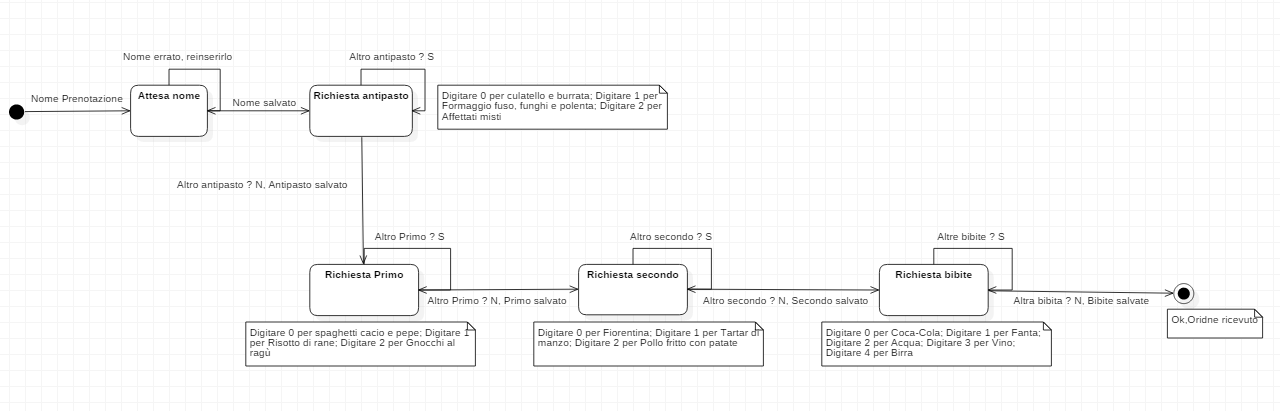 Nome errato, reinserirlo
Altro antipasto ? S
Nome Prenotazione
Attesa nome
Nome salvato
Richiesta antipasto
Digitare 0 per culatello e burrata; Digitare 1 per
Formaggio fuso, funghi e polenta; Digitare 2 per
Affettati misti
Altro antipasto ? N, Antipasto salvato
Altro Primo ? S
Altro secondo ? S
Altre bibite ? S
Richiesta Primo
Richiesta secondo
Richiesta bibite
Altro Primo ? N, Primo salvato
Altro secondo ? N, Secondo salvato
Altra bibita ? N, Bibite salvate
Digitare 0 per spaghetti cacio e pepe; Digitare 1
per Risotto di rane; Digitare 2 per Gnocchi al
ragù
Digitare 0 per Fiorentina; Digitare 1 per Tartar di
manzo; Digitare 2 per Pollo fritto con patate
Digitare 0 per Coca-Cola; Digitare 1 per Fanta;
Digitare 2 per Acqua; Digitare 3 per Vino;
Digitare 4 per Birra
Ok,Oridne ricevuto